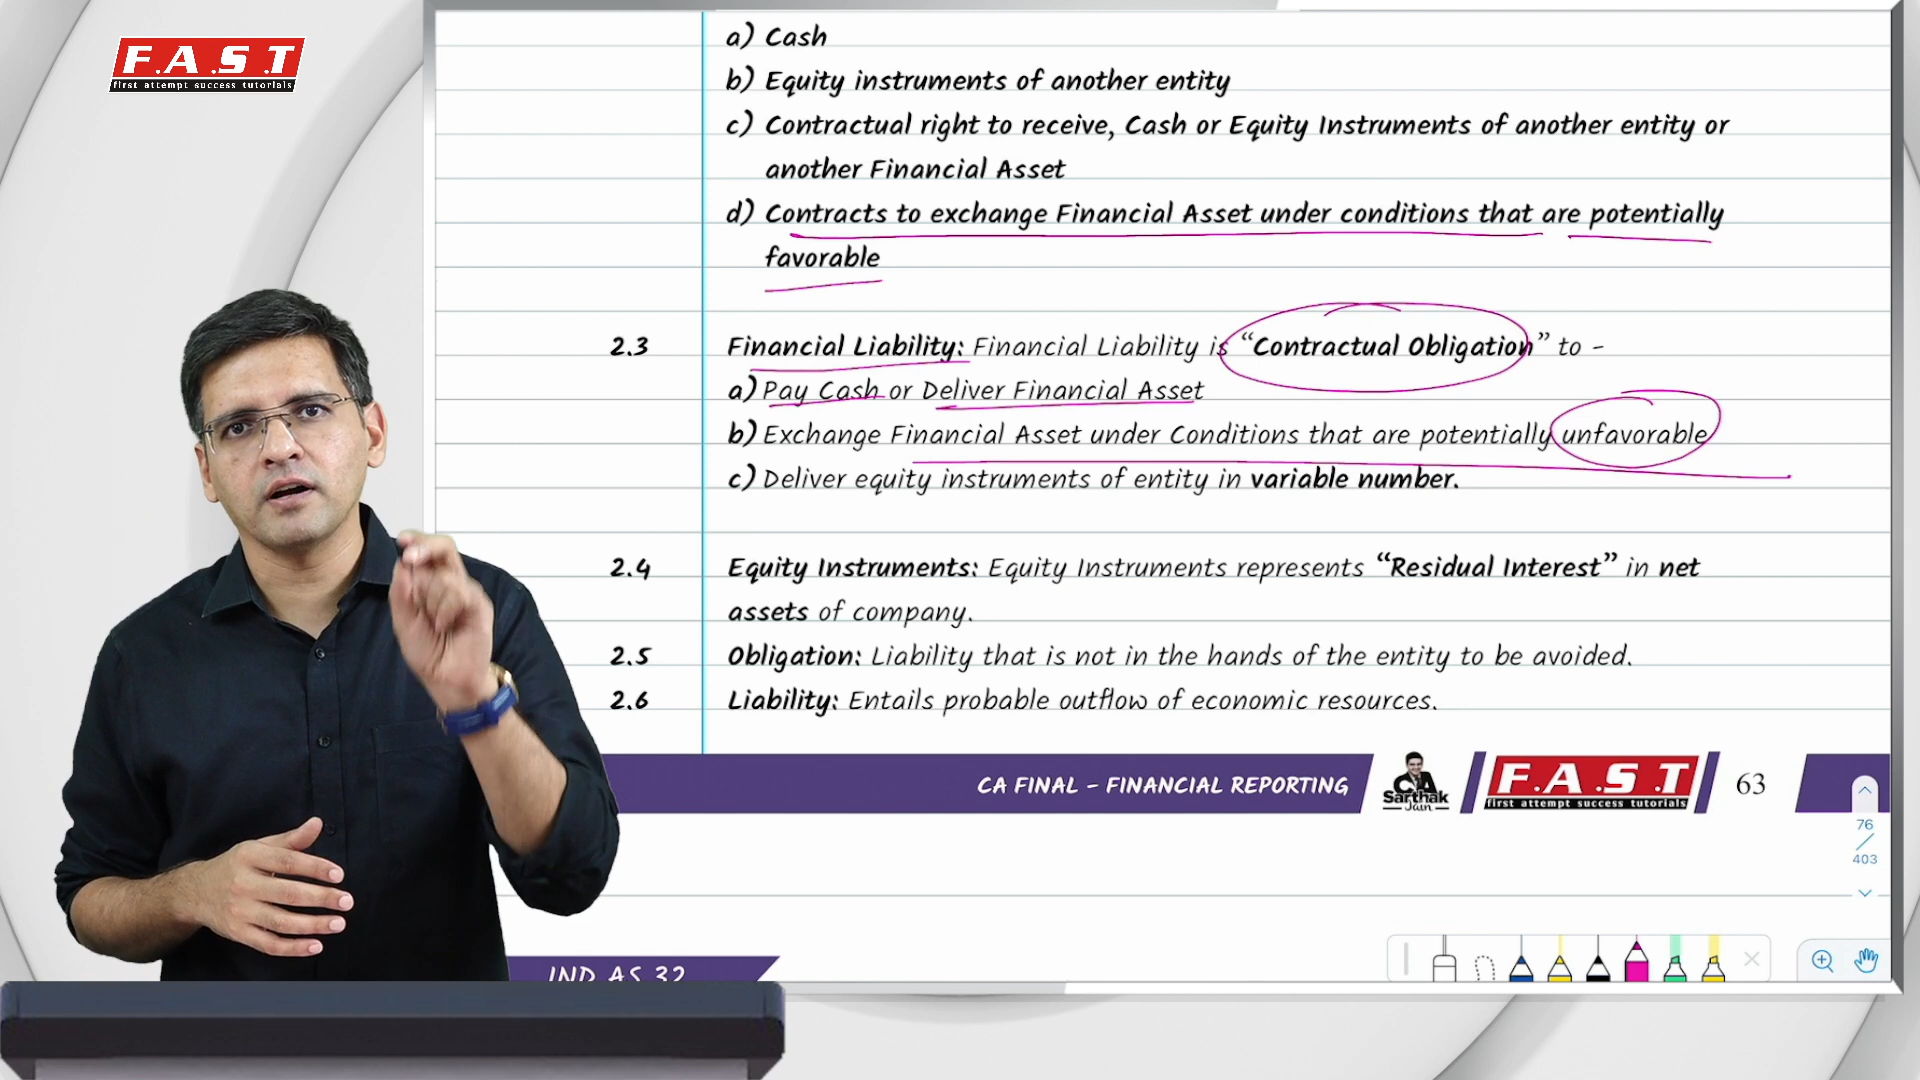 F.A.S.T
first attempt success tutorials
a) Cash
b) Equity instruments of another entity
c) Contractual right to receive, Cash or Equity Instruments of another entity or
another Financial Asset
d) Contracts to exchange Financial Asset under conditions that are potentially
favorable
2.3 Financial Liability: Financial Liability is “Contractual Obligation” to –
a) Pay Cash or Deliver Financial Asset
b) Exchange Financial Asset under Conditions that are potentially unfavorable
c) Deliver equity instruments of entity in variable number.
2.4 Equity Instruments: Equity Instruments represents “Residual Interest” in net
assets of company.
2.5 Obligation: Liability that is not in the hands of the entity to be avoided.
2.6 Liability: Entails probable outflow of economic resources.
CA FINAL – FINANCIAL REPORTING
CA
Sarthak
Jain
F.A.S.T
first attempt success tutorials
63
76
/
403
IND AS 32